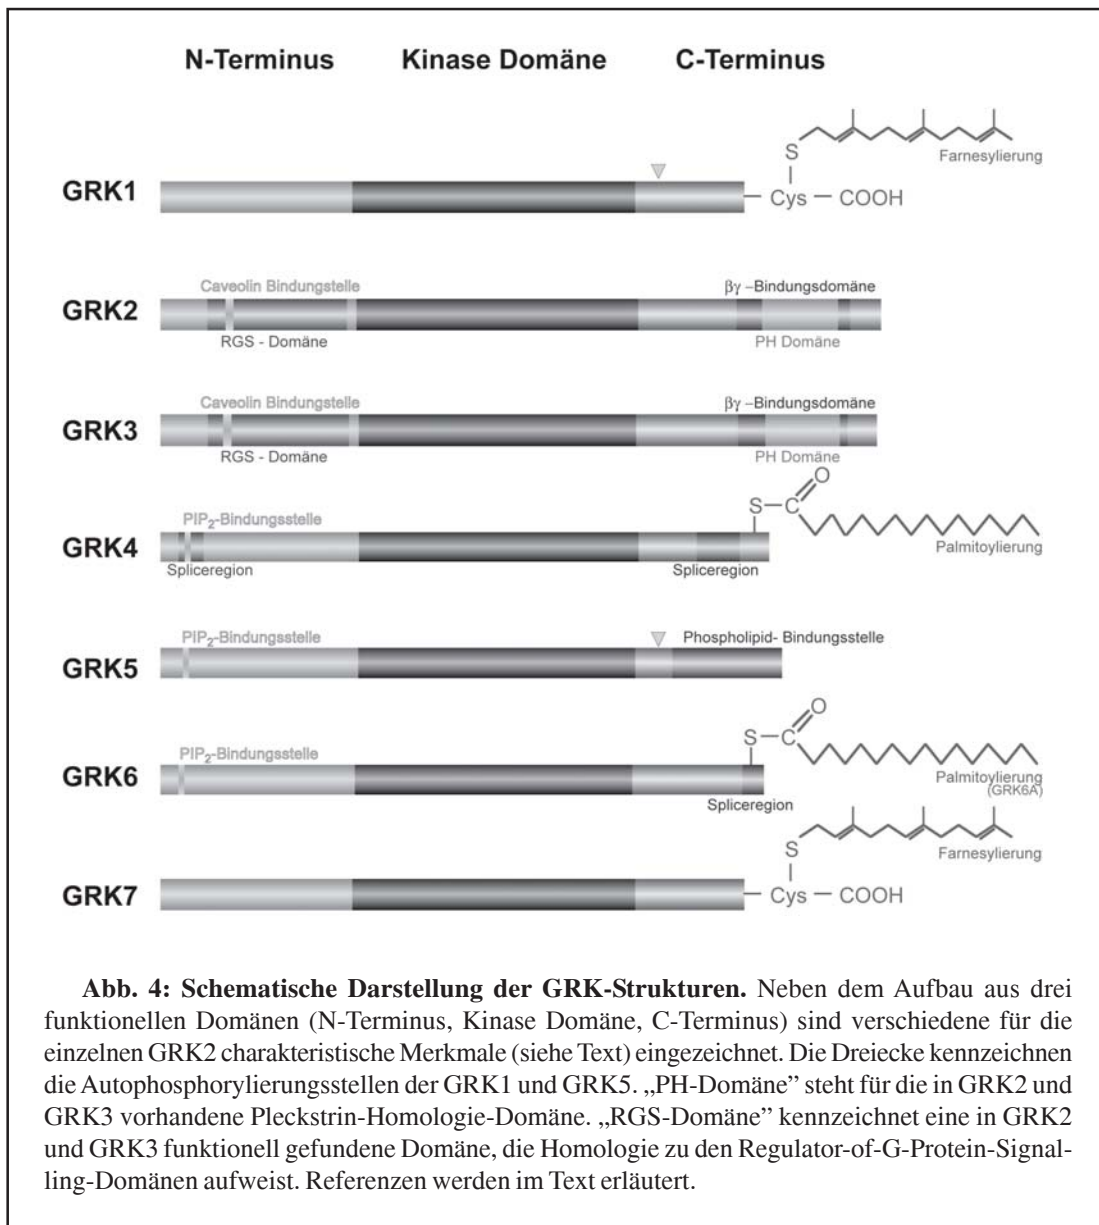 N-Terminus Kinase Domäne C-Terminus
Farnesylierung
S
GRK1
Cys – COOH
Caveolin Bindungstelle βγ –Bindungsdomäne
GRK2
RGS - Domäne PH Domäne
Caveolin Bindungstelle βγ –Bindungsdomäne
GRK3
RGS - Domäne PH Domäne
O
S – C
PIP₂-Bindungsstelle
GRK4
Palmitoylierung
Spliceregion Spliceregion
PIP₂-Bindungsstelle Phospholipid- Bindungsstelle
GRK5
O
S – C
PIP₂-Bindungsstelle
GRK6
Palmitoylierung
(GRK6A)
Spliceregion
Farnesylierung
S
GRK7
Cys – COOH
Abb. 4: Schematische Darstellung der GRK-Strukturen. Neben dem Aufbau aus drei
funktionellen Domänen (N-Terminus, Kinase Domäne, C-Terminus) sind verschiedene für die
einzelnen GRK2 charakteristische Merkmale (siehe Text) eingezeichnet. Die Dreiecke kennzeichnen
die Autophosphorylierungsstellen der GRK1 und GRK5. „PH-Domäne” steht für die in GRK2 und
GRK3 vorhandene Pleckstrin-Homologie-Domäne. „RGS-Domäne” kennzeichnet eine in GRK2
und GRK3 funktionell gefundene Domäne, die Homologie zu den Regulator-of-G-Protein-Signal-
ling-Domänen aufweist. Referenzen werden im Text erläutert.